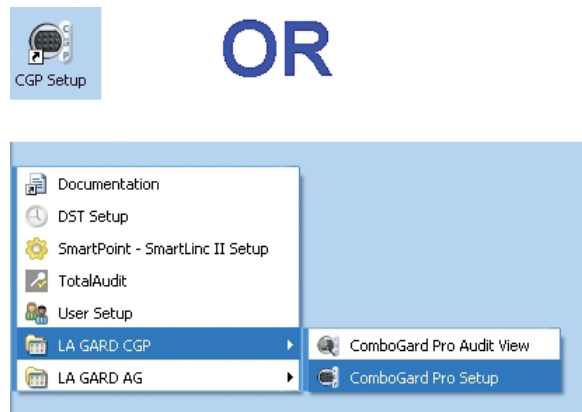 CGP
CGP Setup
OR
Documentation
DST Setup
SmartPoint - SmartLinc II Setup
TotalAudit
User Setup
LA GARD CGP
ComboGard Pro Audit View
LA GARD AG
ComboGard Pro Setup